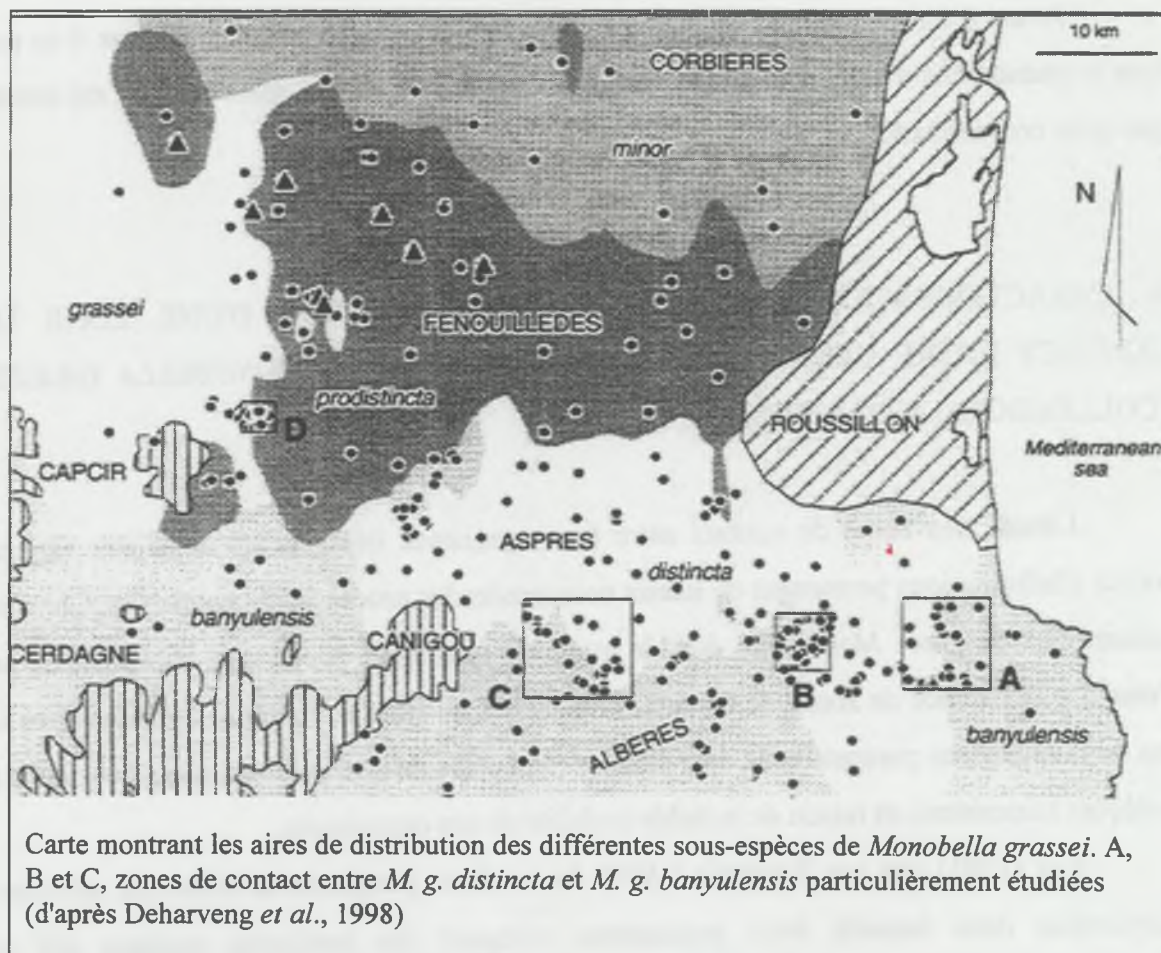 10 km
CORBIERES
minor
N
grassei
FENOUILLEDES
prodistincta
D
ROUSSILLON
Mediterranean
sea
CAPCIR
ASPRES
distincta
banyulensis
CERDAGNE
CANIGOU
C
B
A
ALBERES
banyulensis
Carte montrant les aires de distribution des différentes sous-espèces de Monobella grassei. A,
B et C, zones de contact entre M. g. distincta et M. g. banyulensis particulièrement étudiées
(d'après Deharveng et al., 1998)